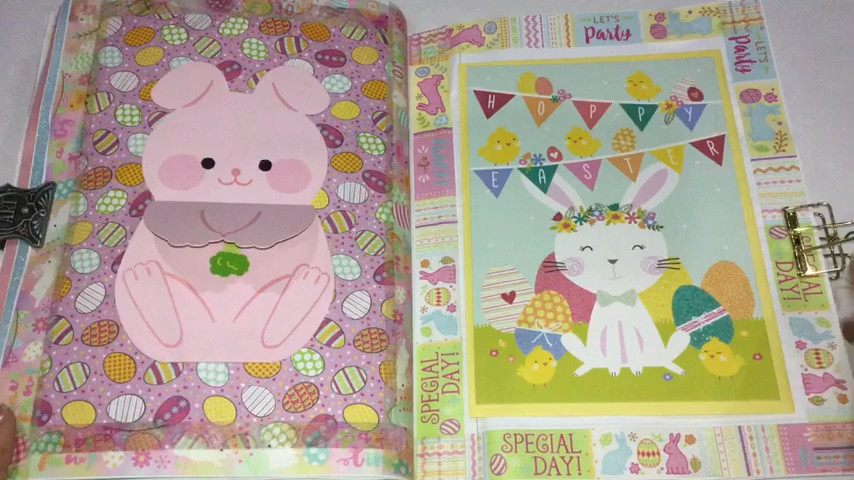 LET'S
Party
LET'S
Party
HOPPY
EASTER
SPECIAL
DAY!
SPECIAL
DAY!
SPECIAL
DAY!